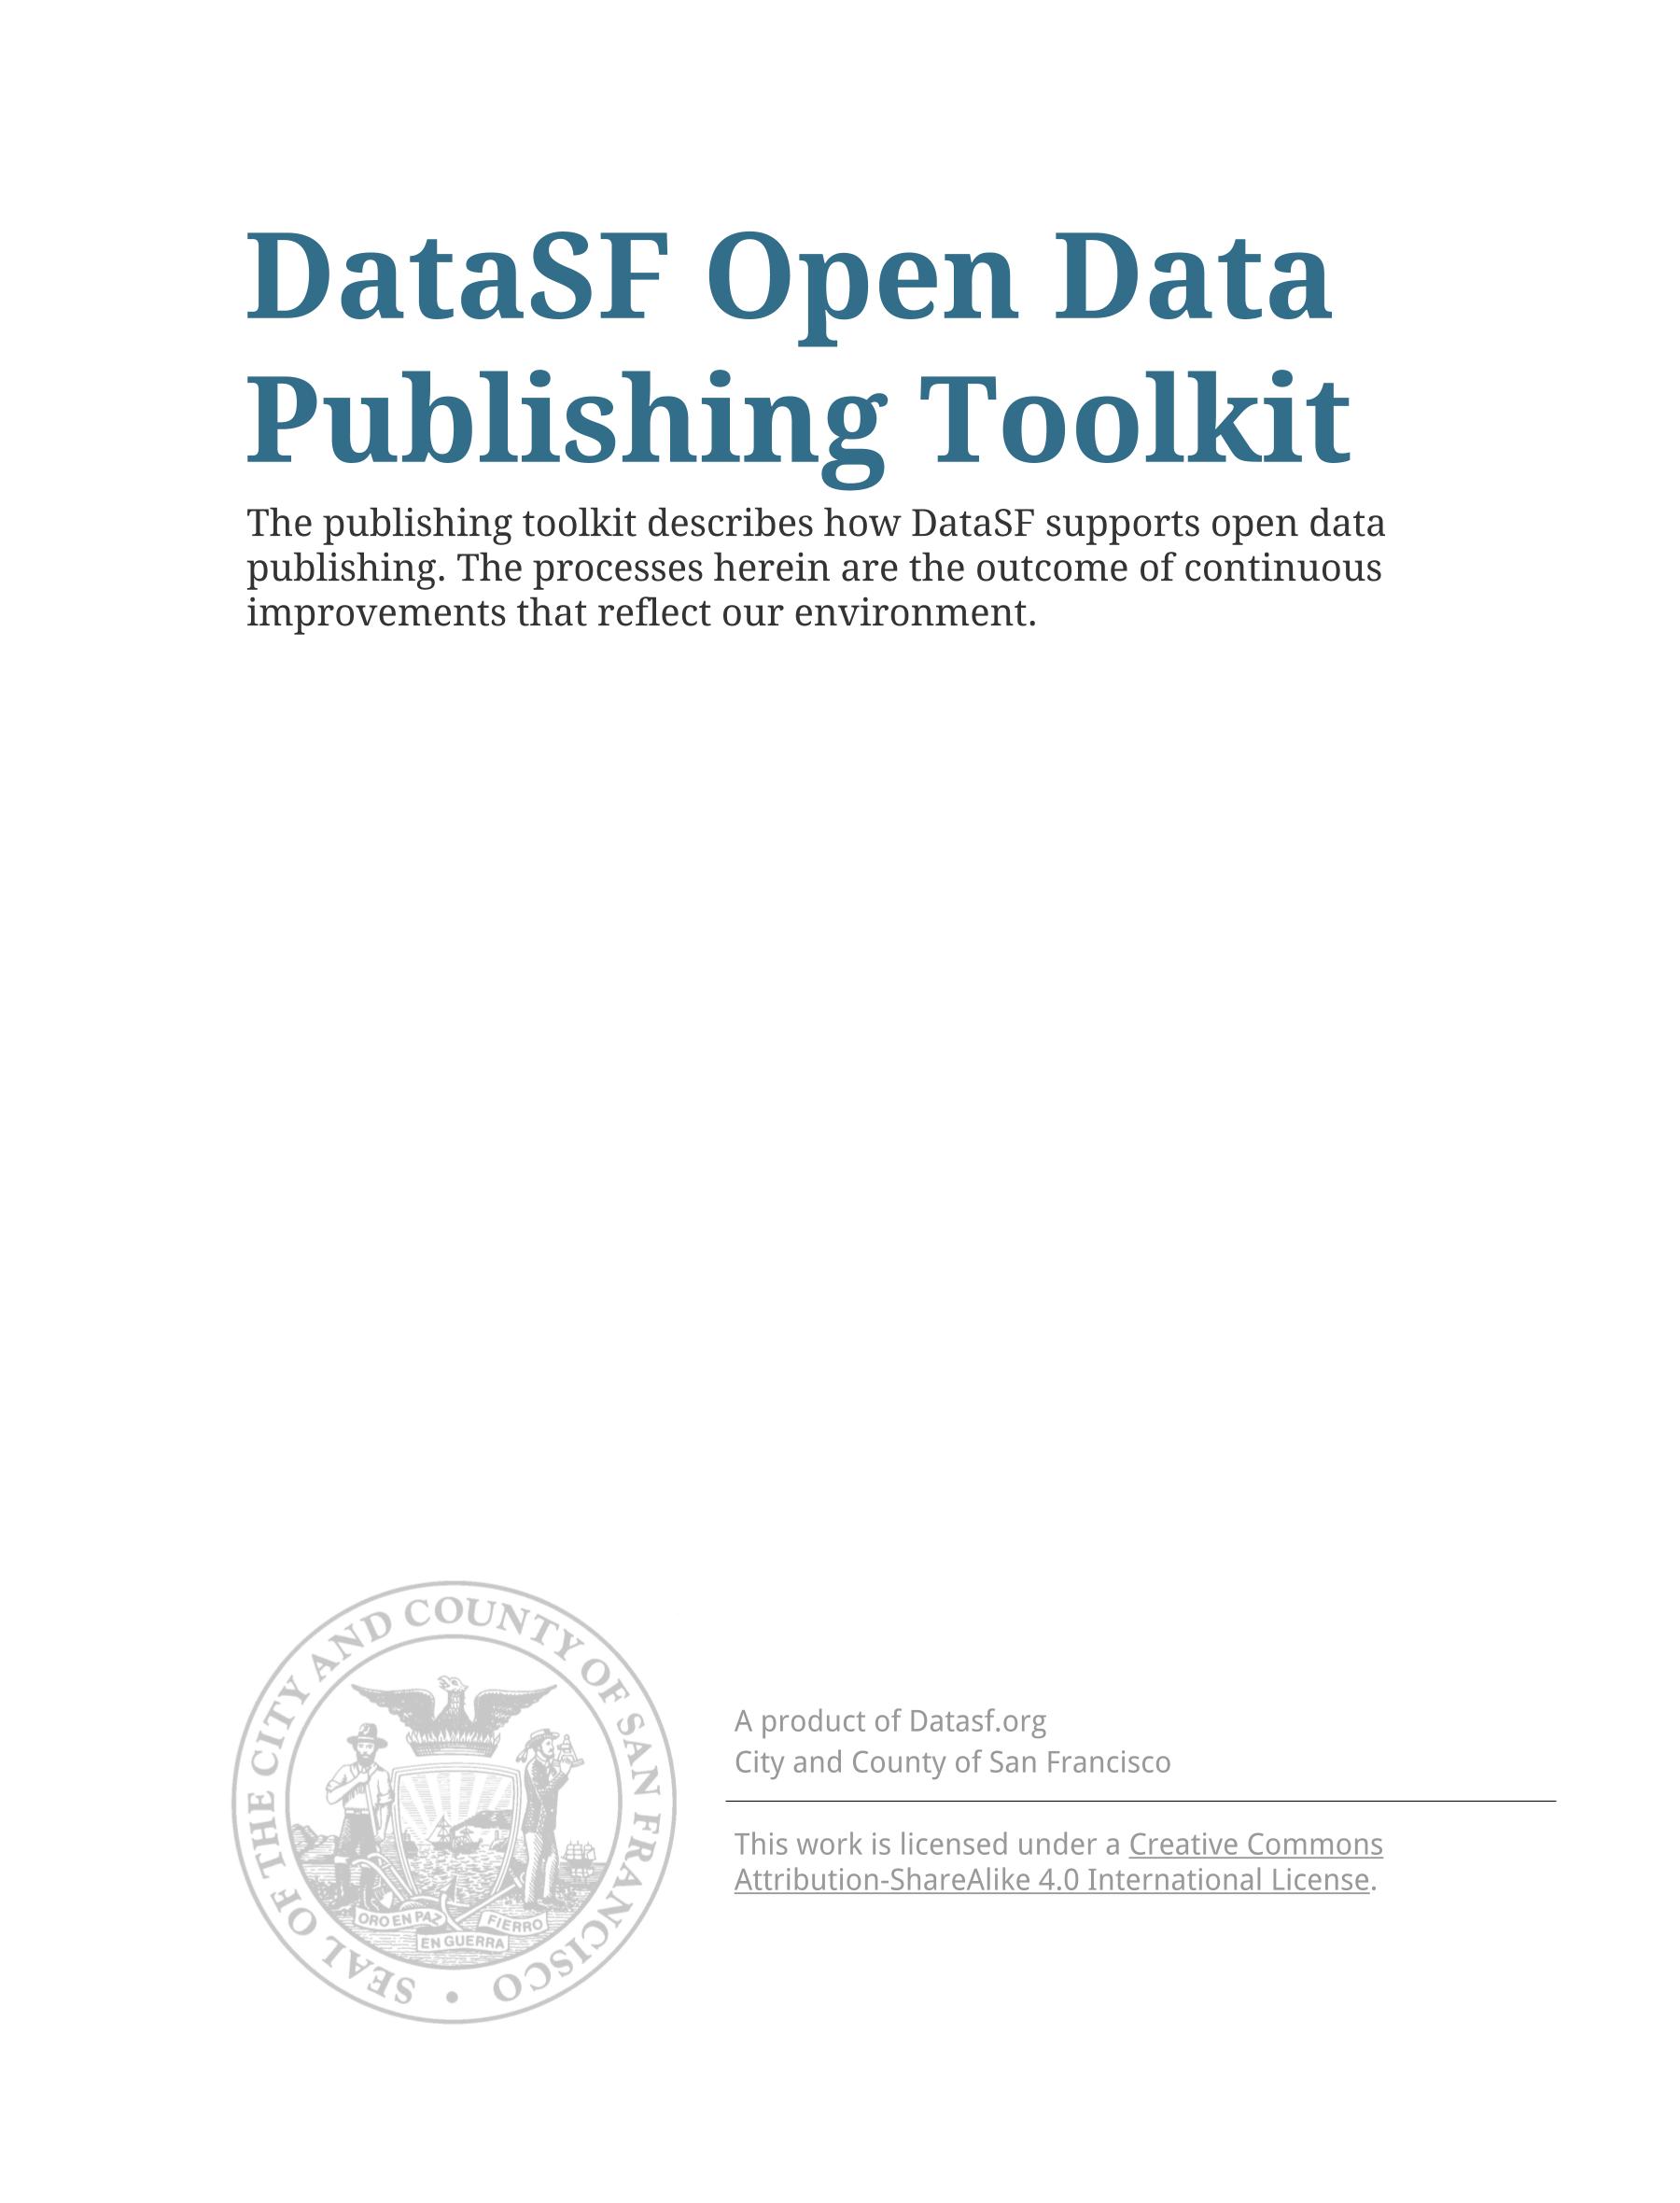 DataSF Open Data
Publishing Toolkit
The publishing toolkit describes how DataSF supports open data
publishing. The processes herein are the outcome of continuous
improvements that reflect our environment.
SEAL OF THE CITY AND COUNTY OF SAN FRANCISCO
ORO EN PAZ
FIERRO
EN GUERRA
A product of Datasf.org
City and County of San Francisco
This work is licensed under a Creative Commons
Attribution-ShareAlike 4.0 International License.